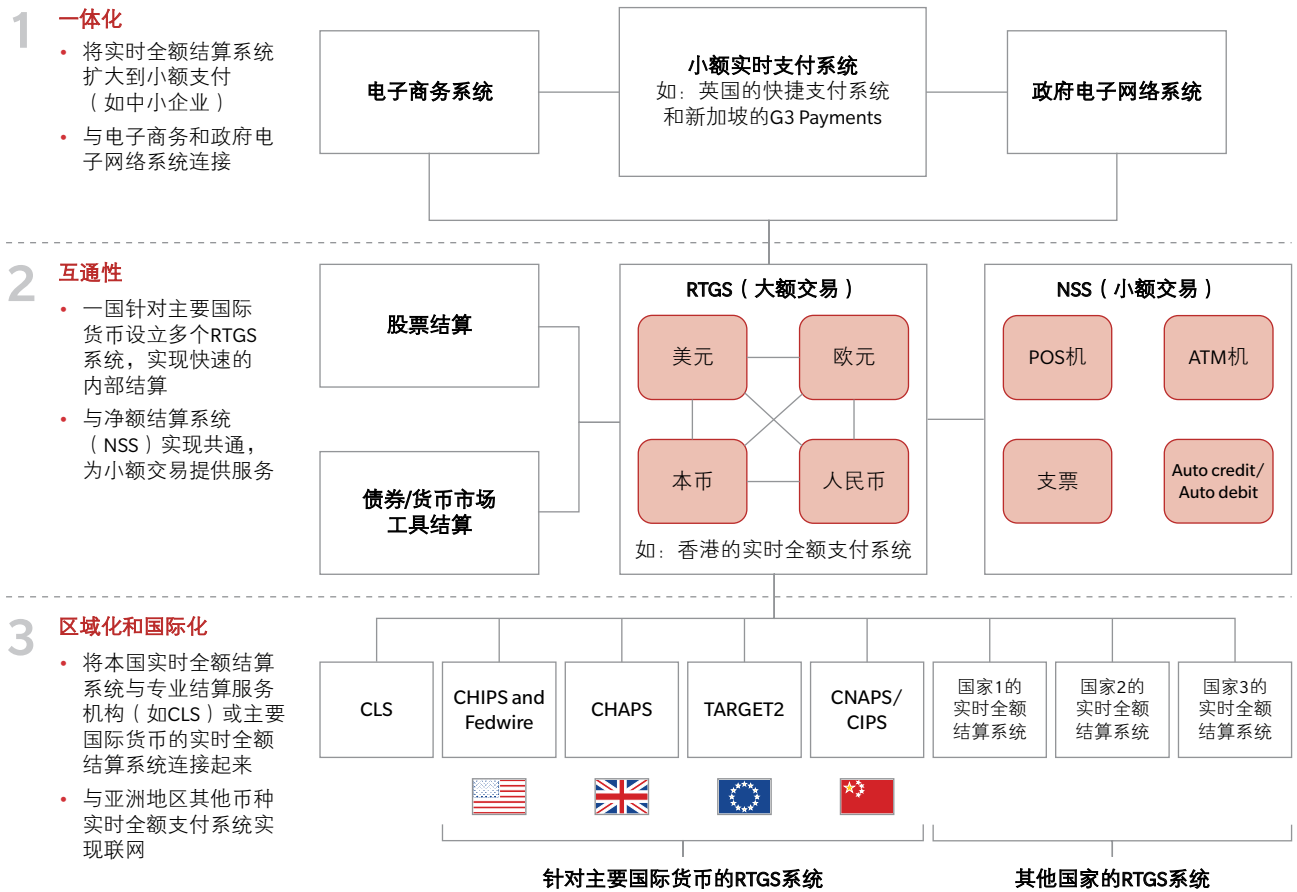 1
一体化
• 将实时全额结算系统
扩大到小额支付
（如中小企业）
• 与电子商务和政府电
子网络系统连接
电子商务系统
小额实时支付系统
如：英国的快捷支付系统
和新加坡的G3 Payments
政府电子网络系统
2
互通性
• 一国针对主要国际
货币设立多个RTGS
系统，实现快速的
内部结算
• 与净额结算系统
（NSS）实现共通，
为小额交易提供服务
股票结算
债券/货币市场
工具结算
RTGS（大额交易）
美元
欧元
本币
人民币
如：香港的实时全额支付系统
NSS（小额交易）
POS机
ATM机
支票
Auto credit/
Auto debit
3
区域化和国际化
• 将本国实时全额结算
系统与专业结算服务
机构（如CLS）或主要
国际货币的实时全额
结算系统连接起来
• 与亚洲地区其他币种
实时全额支付系统实
现联网
CLS
CHIPS and
Fedwire
CHAPS
TARGET2
CNAPS/
CIPS
国家1的
实时全额
结算系统
国家2的
实时全额
结算系统
国家3的
实时全额
结算系统
针对主要国际货币的RTGS系统
其他国家的RTGS系统